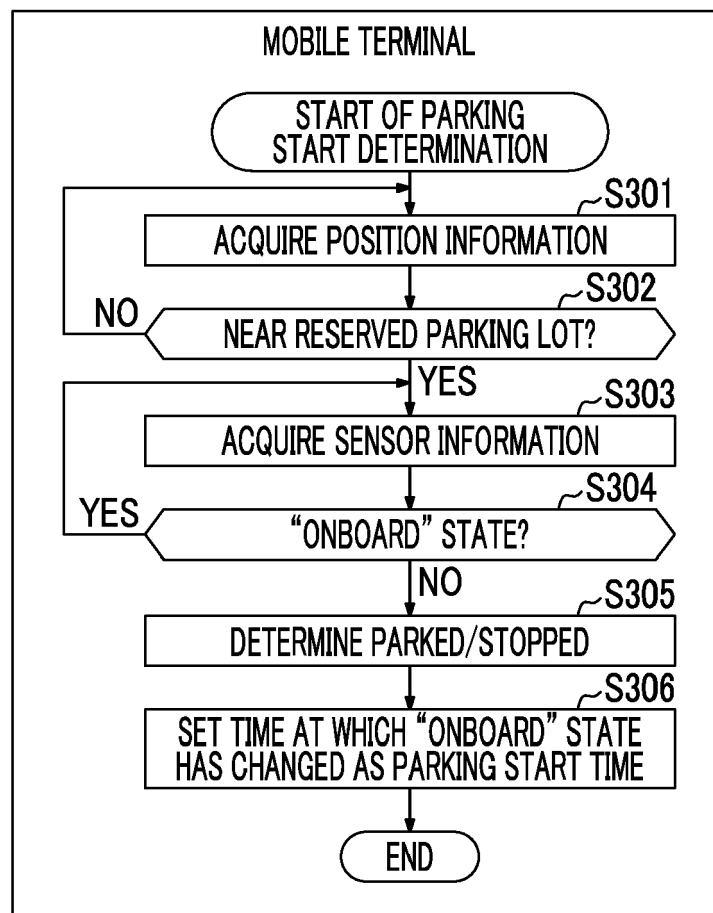 MOBILE TERMINAL
START OF PARKING
START DETERMINATION
S301
ACQUIRE POSITION INFORMATION
S302
NO
NEAR RESERVED PARKING LOT?
YES
S303
ACQUIRE SENSOR INFORMATION
S304
YES
“ONBOARD” STATE?
NO
S305
DETERMINE PARKED/STOPPED
S306
SET TIME AT WHICH “ONBOARD” STATE
HAS CHANGED AS PARKING START TIME
END